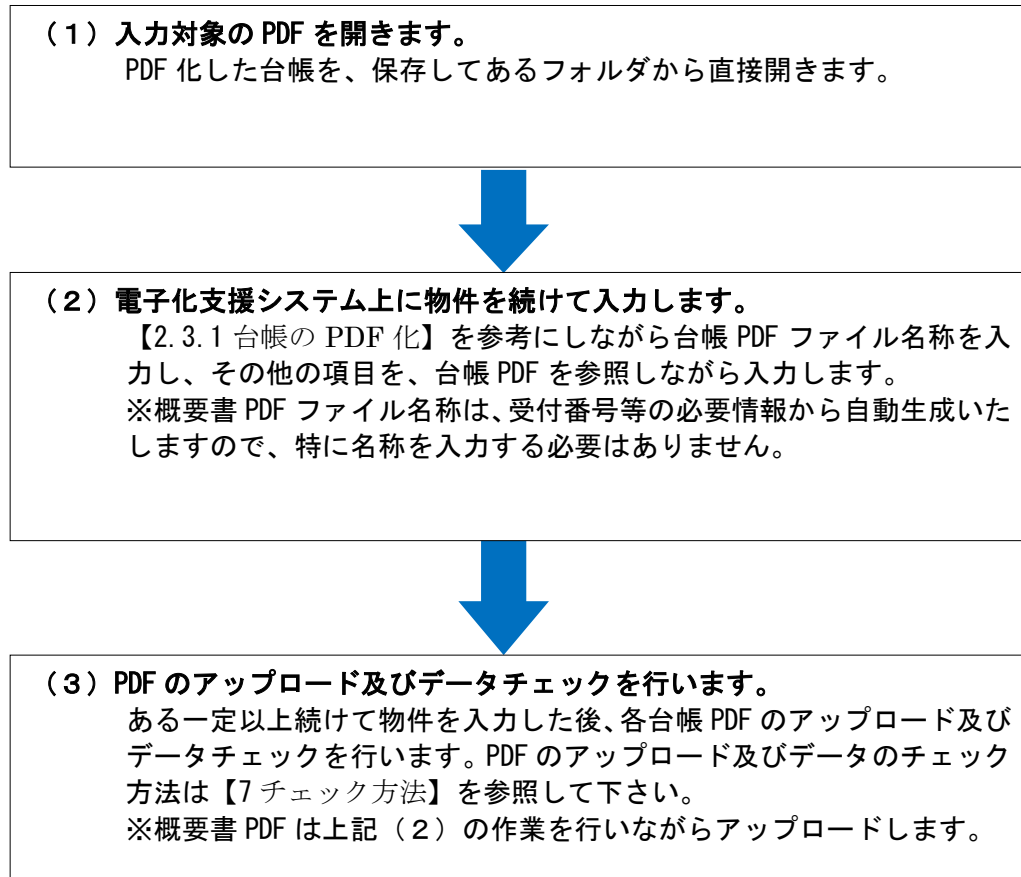 （１）入力対象の PDF を開きます。
PDF 化した台帳を、保存してあるフォルダから直接開きます。
（２）電子化支援システム上に物件を続けて入力します。
【2.3.1 台帳の PDF 化】を参考にしながら台帳 PDF ファイル名称を入
力し、その他の項目を、台帳 PDF を参照しながら入力します。
※概要書 PDF ファイル名称は、受付番号等の必要情報から自動生成いた
しますので、特に名称を入力する必要はありません。
（３）PDF のアップロード及びデータチェックを行います。
ある一定以上続けて物件を入力した後、各台帳 PDF のアップロード及び
データチェックを行います。PDF のアップロード及びデータのチェック
方法は【7 チェック方法】を参照して下さい。
※概要書 PDF は上記（２）の作業を行いながらアップロードします。